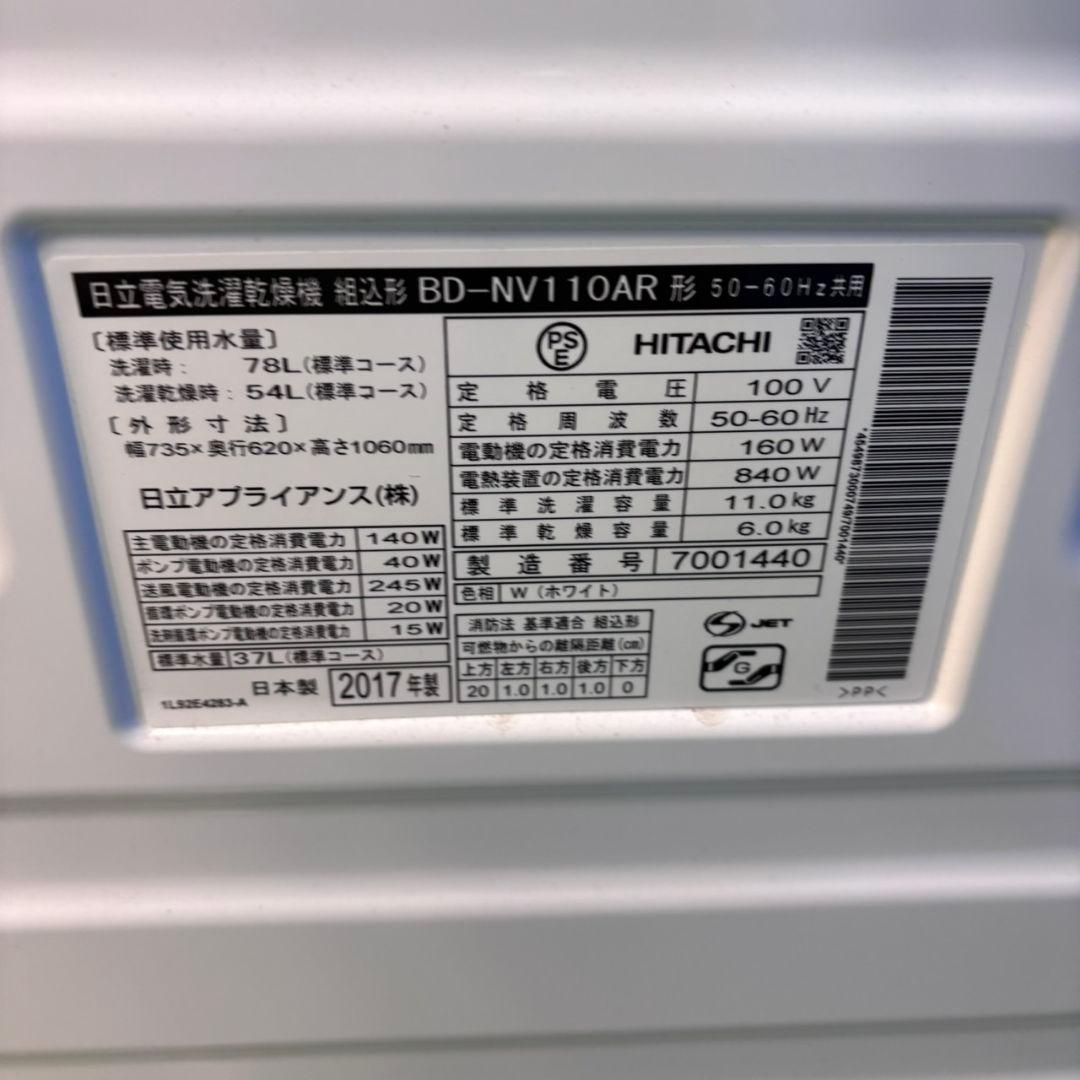 日立電気洗濯乾燥機 組込形 BD-NV110AR 形 50-60Hz共用
〔標準使用水量〕
洗濯時: 78L(標準コース)
洗濯乾燥時: 54L(標準コース)
〔外形寸法〕
幅735×奥行620×高さ1060mm
日立アプライアンス(株)
主電動機の定格消費電力 140W
ポンプ電動機の定格消費電力 40W
送風電動機の定格消費電力 245W
循環ポンプ電動機の定格消費電力 20W
洗剤循環ポンプ電動機の定格消費電力 15W
標準水量 37L(標準コース)
日本製 2017年製
1L92E4283-A
PS
E
HITACHI
定格電圧 100V
定格周波数 50-60Hz
電動機の定格消費電力 160W
電熱装置の定格消費電力 840W
標準洗濯容量 11.0kg
標準乾燥容量 6.0kg
製造番号 7001440
色相 W(ホワイト)
消防法 基準適合 組込形
可燃物からの離隔距離(cm)
上方 左方 右方 後方 下方
20 1.0 1.0 1.0 0
S JET
G
*4549873000749/7001440*
>PP<